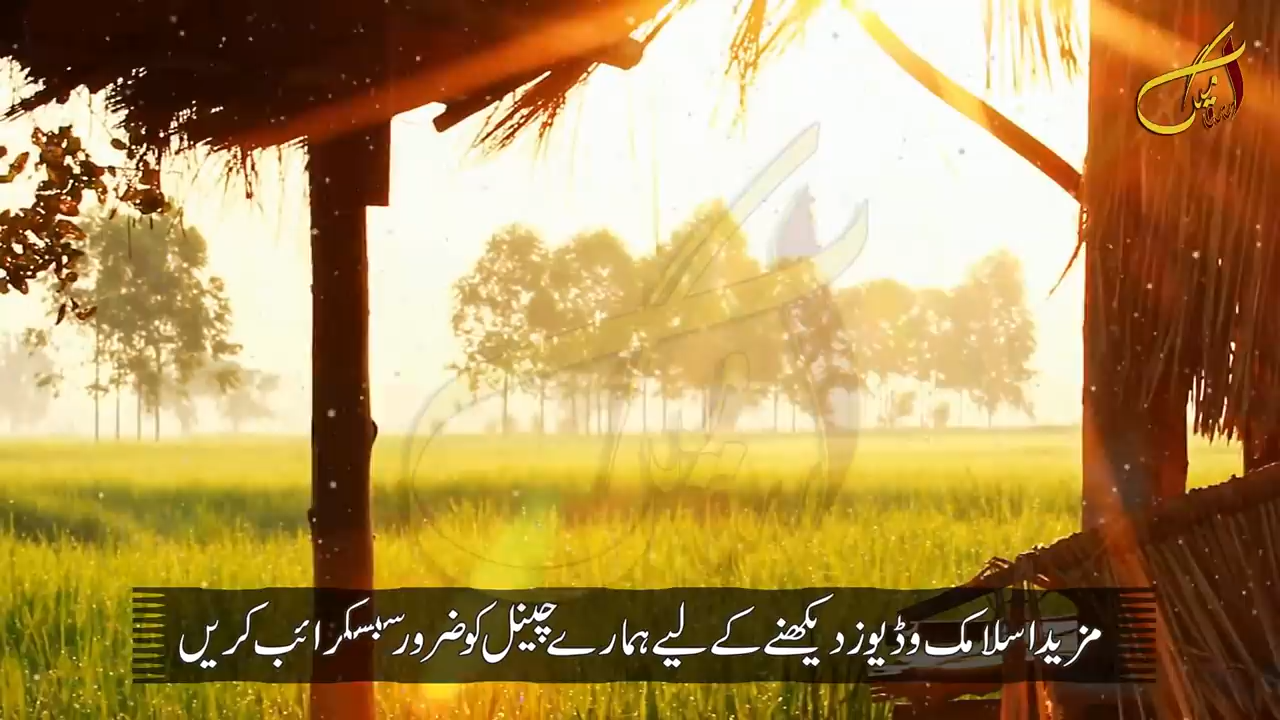 مزید اسلامک وڈیوز دیکھنے کے لیے ہمارے چینل کو ضرور سبسکرائب کریں